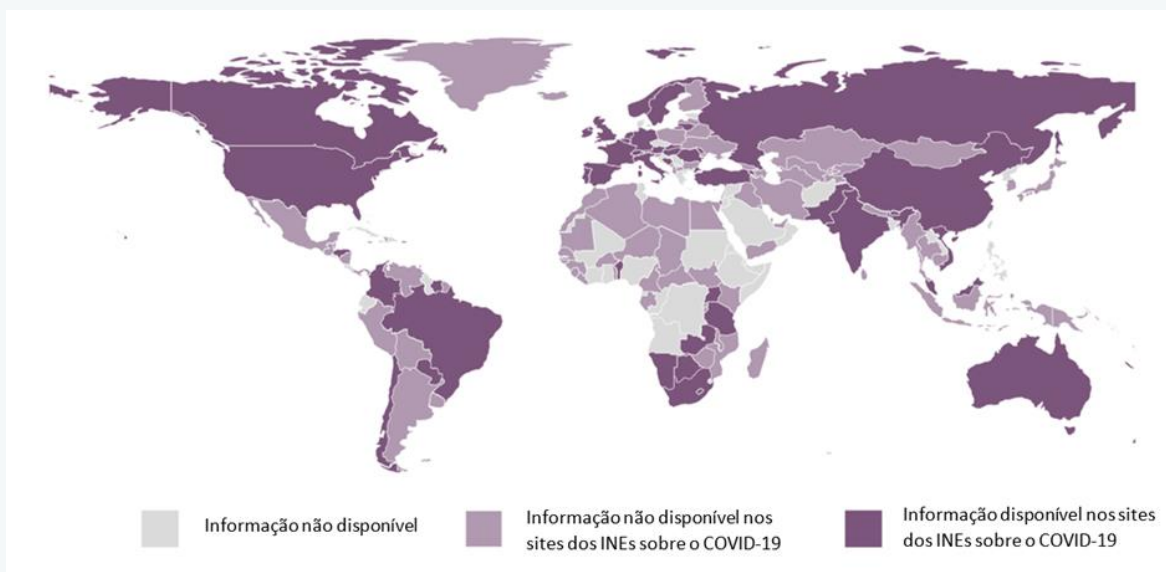 Informação não disponível
Informação não disponível nos
sites dos INEs sobre o COVID-19
Informação disponível nos sites
dos INEs sobre o COVID-19